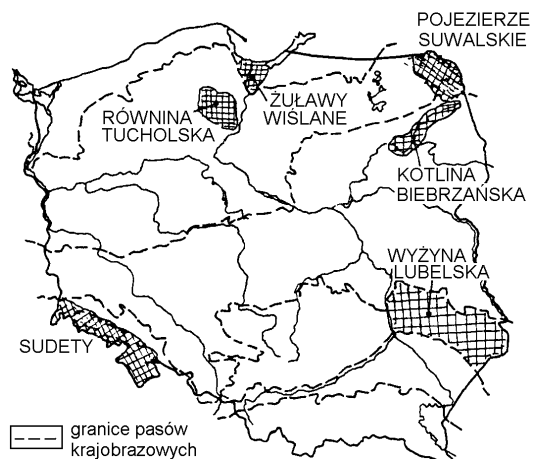 POJEZIERZE
SUWALSKIE
RÓWNINA
TUCHOLSKA
ŻUŁAWY
WIŚLANE
KOTLINA
BIEBRZAŃSKA
WYŻYNA
LUBELSKA
SUDETY
granice pasów
krajobrazowych